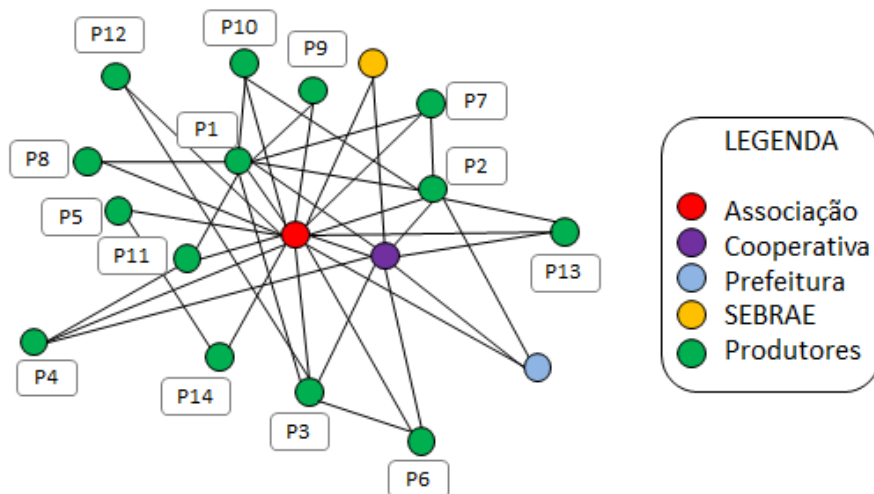 P12
P10
P9
P7
P1
P8
P2
P5
P11
P13
P4
P14
P3
P6
LEGENDA
Associação
Cooperativa
Prefeitura
SEBRAE
Produtores